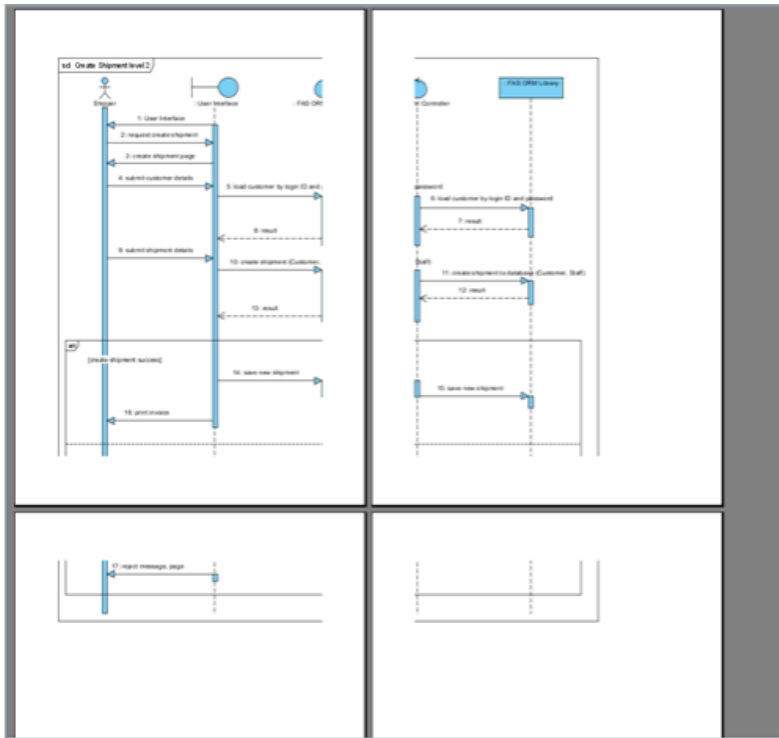 sd Create Shipment level 2
Shipper
: User Interface
: FAS ORM
M Controller
: FAS ORM Library
1: User Interface
2: request create shipment
3: create shipment page
4: submit customer details
5: load customer by login ID and
password
6: load customer by login ID and password
7: result
8: result
9: submit shipment details
10: create shipment (Customer,
Staff)
11: create shipment to database (Customer, Staff)
12: result
13: result
alt
[create shipment success]
14: save new shipment
15: save new shipment
16: print invoice
17: reject message, page